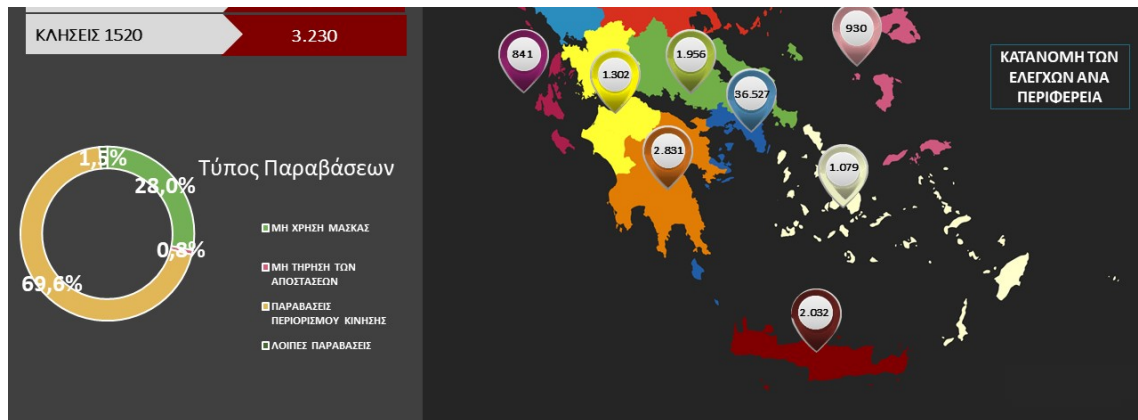 ΚΛΗΣΕΙΣ 1520
3.230
Τύπος Παραβάσεων
1,5%
28,0%
0,8%
69,6%
ΜΗ ΧΡΗΣΗ ΜΑΣΚΑΣ
ΜΗ ΤΗΡΗΣΗ ΤΩΝ
ΑΠΟΣΤΑΣΕΩΝ
ΠΑΡΑΒΑΣΕΙΣ
ΠΕΡΙΟΡΙΣΜΟΥ ΚΙΝΗΣΗΣ
ΛΟΙΠΕΣ ΠΑΡΑΒΑΣΕΙΣ
841
1.302
1.956
930
36.527
2.831
1.079
2.032
ΚΑΤΑΝΟΜΗ ΤΩΝ
ΕΛΕΓΧΩΝ ΑΝΑ
ΠΕΡΙΦΕΡΕΙΑ